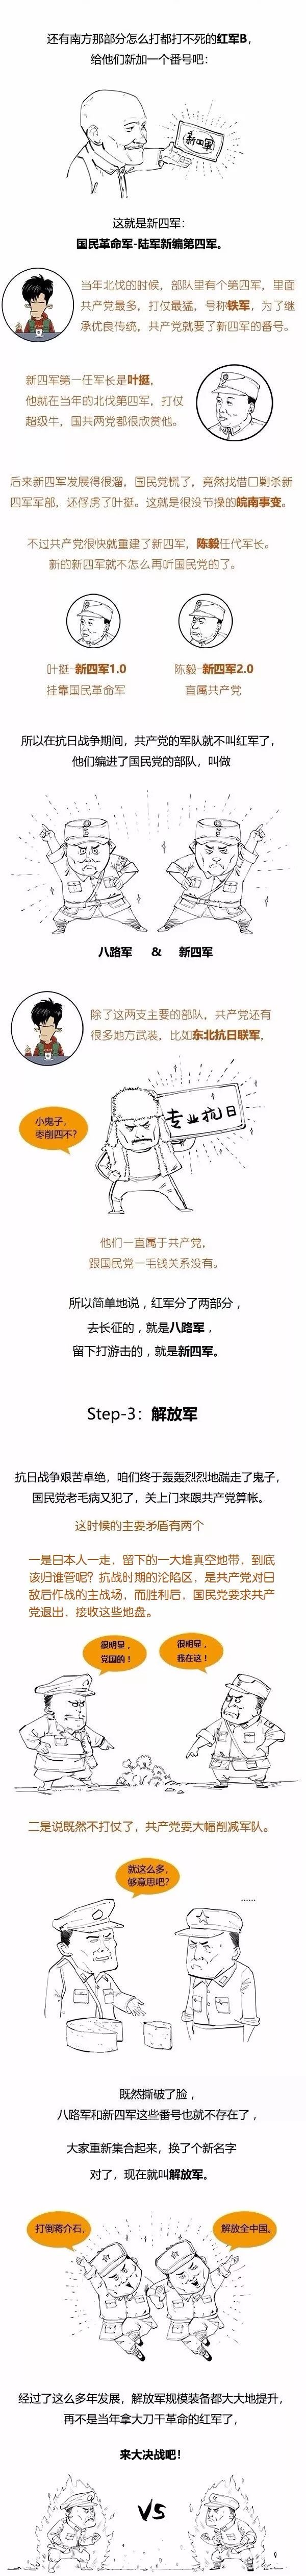 还有南方那部分怎么打都打不死的红军B，
给他们新加一个番号吧：
新四军
这就是新四军：
国民革命军-陆军新编第四军。
当年北伐的时候，部队里有个第四军，里面
共产党最多，打仗最猛，号称铁军，为了继
承优良传统，共产党就要了新四军的番号。
新四军第一任军长是叶挺，
他就在当年的北伐第四军，打仗
超级牛，国共两党都很欣赏他。
后来新四军发展得很溜，国民党慌了，竟然找借口剿杀新
四军军部，还俘虏了叶挺。这就是很没节操的皖南事变。
不过共产党很快就重建了新四军，陈毅任代军长。
新的新四军就不怎么再听国民党的了。
叶挺-新四军1.0
挂靠国民革命军
陈毅-新四军2.0
直属共产党
所以在抗日战争期间，共产党的军队就不叫红军了，
他们编进了国民党的部队，叫做
八路军 & 新四军
除了这两支主要的部队，共产党还有
很多地方武装，比如东北抗日联军，
小鬼子，
枣削四不？
专业抗日
他们一直属于共产党，
跟国民党一毛钱关系没有。
所以简单地说，红军分了两部分，
去长征的，就是八路军，
留下打游击的，就是新四军。
Step-3：解放军
抗日战争艰苦卓绝，咱们终于轰轰烈烈地踹走了鬼子，
国民党老毛病又犯了，关上门来跟共产党算帐。
这时候的主要矛盾有两个
一是日本人一走，留下的一大堆真空地带，到底
该归谁管呢？抗战时期的沦陷区，是共产党对日
敌后作战的主战场，而胜利后，国民党要求共产
党退出，接收这些地盘。
很明显，
党国的！
很明显，
我在这！
二是说既然不打仗了，共产党要大幅削减军队。
就这么多，
够意思吧？
……
既然撕破了脸，
八路军和新四军这些番号也就不存在了，
大家重新集合起来，换了个新名字
对了，现在就叫解放军。
打倒蒋介石，
解放全中国。
经过了这么多年发展，解放军规模装备都大大地提升，
再不是当年拿大刀干革命的红军了，
来大决战吧！
VS